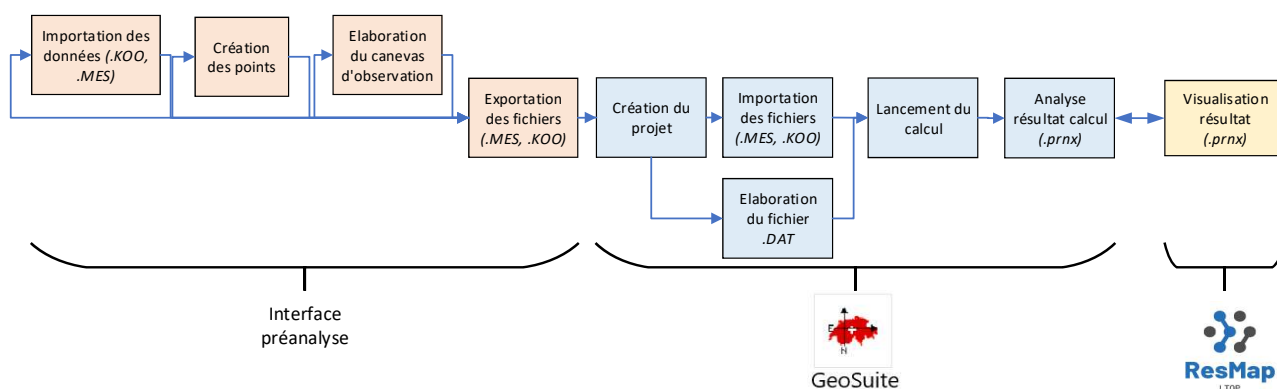 Importation des
données (.KOO,
.MES)
Création
des points
Elaboration
du canevas
d'observation
Exportation
des fichiers
(.MES, .KOO)
Création du
projet
Importation
des fichiers
(.MES, .KOO)
Elaboration
du fichier
.DAT
Lancement du
calcul
Analyse
résultat calcul
(.prnx)
Visualisation
résultat
(.prnx)
Interface
préanalyse
E
N
GeoSuite
ResMap
LTOP